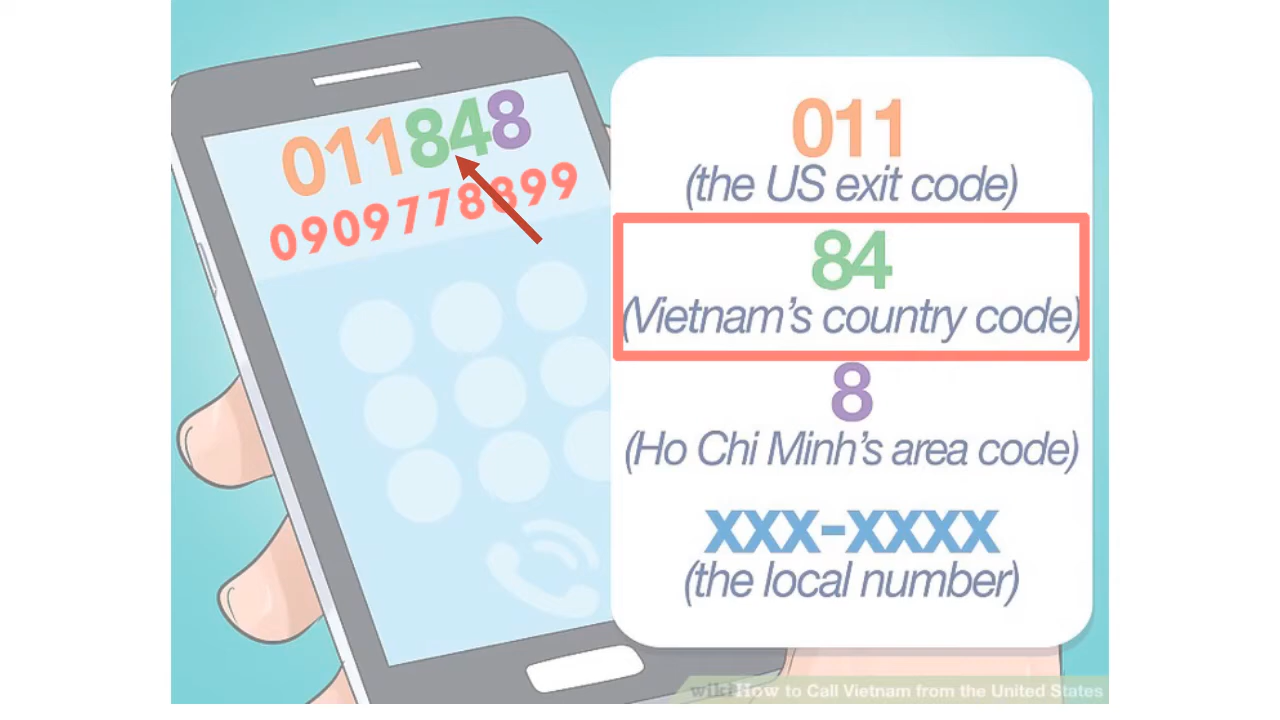 011848
0909778899
011
(the US exit code)
84
(Vietnam's country code)
8
(Ho Chi Minh's area code)
xxx-xxxx
(the local number)
wikiHow to Call Vietnam from the United States